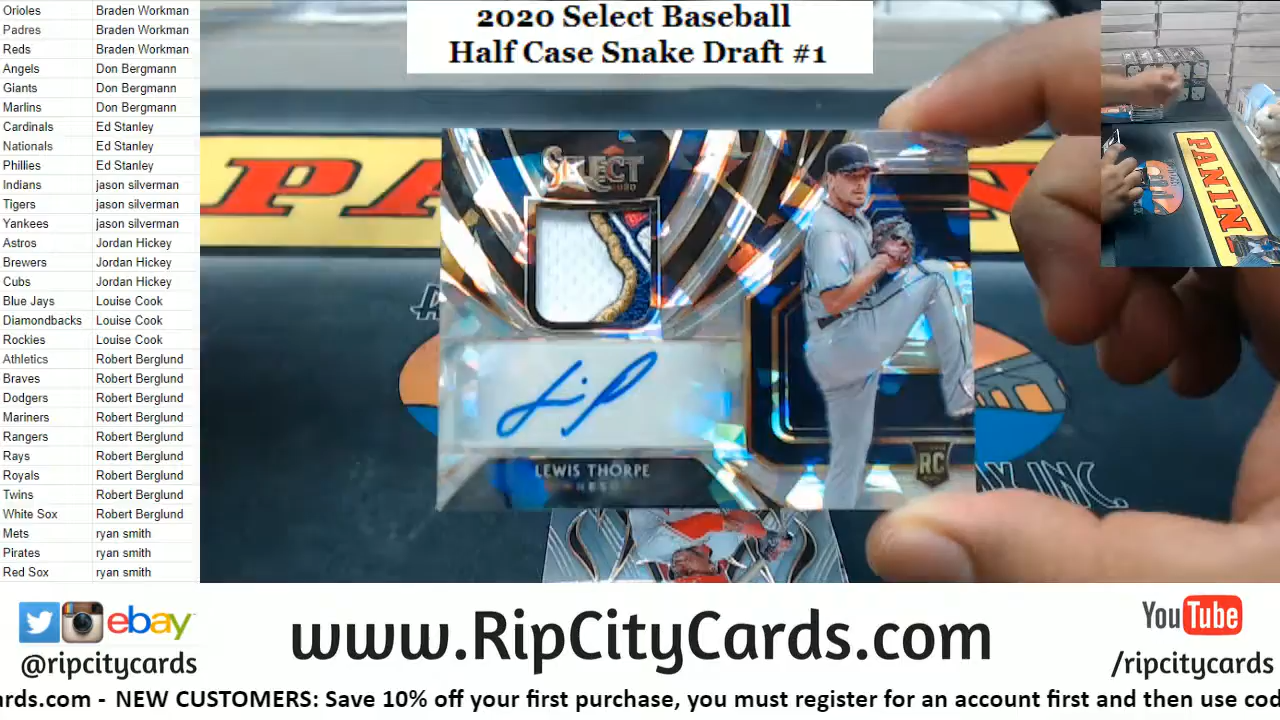 2020 Select Baseball
Half Case Snake Draft #1
Orioles Braden Workman
Padres Braden Workman
Reds Braden Workman
Angels Don Bergmann
Giants Don Bergmann
Marlins Don Bergmann
Cardinals Ed Stanley
Nationals Ed Stanley
Phillies Ed Stanley
Indians jason silverman
Tigers jason silverman
Yankees jason silverman
Astros Jordan Hickey
Brewers Jordan Hickey
Cubs Jordan Hickey
Blue Jays Louise Cook
Diamondbacks Louise Cook
Rockies Louise Cook
Athletics Robert Berglund
Braves Robert Berglund
Dodgers Robert Berglund
Mariners Robert Berglund
Rangers Robert Berglund
Rays Robert Berglund
Royals Robert Berglund
Twins Robert Berglund
White Sox Robert Berglund
Mets ryan smith
Pirates ryan smith
Red Sox ryan smith
PANINI
SELECT
2020
LEWIS THORPE
RC
INC.
ebay
@ripcitycards
www.RipCityCards.com
YouTube
/ripcitycards
ards.com - NEW CUSTOMERS: Save 10% off your first purchase, you must register for an account first and then use cod